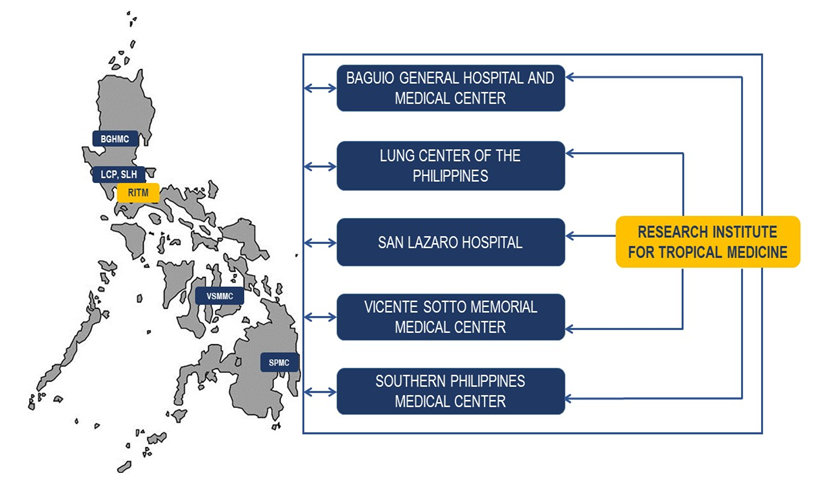 BGHMC
LCP, SLH
RITM
VSMMC
SPMC
BAGUIO GENERAL HOSPITAL AND
MEDICAL CENTER
LUNG CENTER OF THE
PHILIPPINES
SAN LAZARO HOSPITAL
VICENTE SOTTO MEMORIAL
MEDICAL CENTER
SOUTHERN PHILIPPINES
MEDICAL CENTER
RESEARCH INSTITUTE
FOR TROPICAL MEDICINE